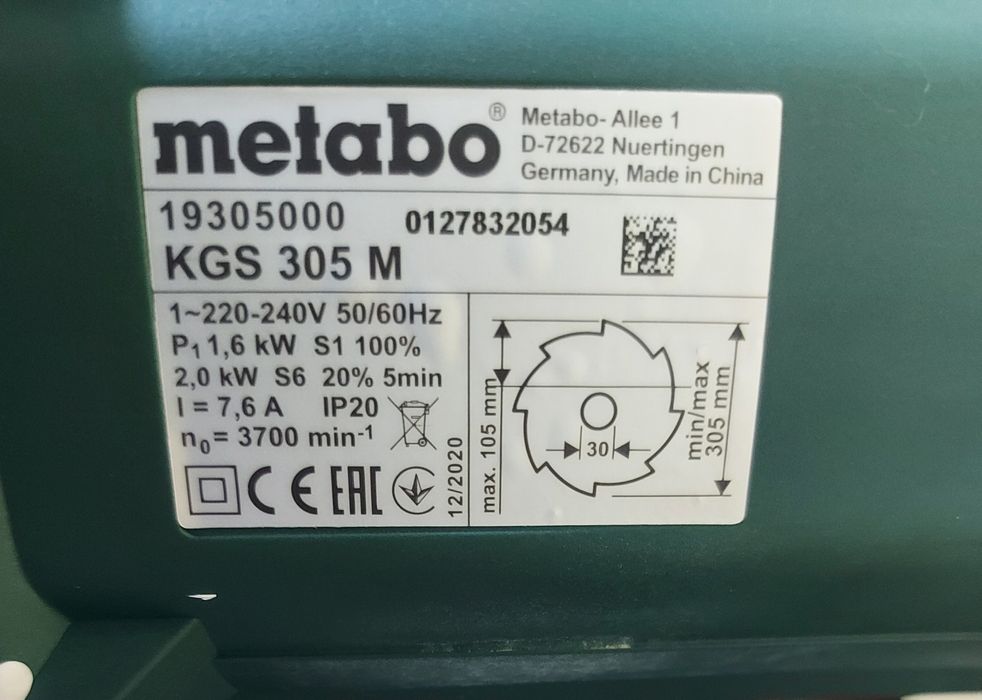 metabo®
Metabo- Allee 1
D-72622 Nuertingen
Germany, Made in China
19305000 0127832054
KGS 305 M
1~220-240V 50/60Hz
P1 1,6 kW S1 100%
2,0 kW S6 20% 5min
I = 7,6 A IP20
n0 = 3700 min-1
CE EAC
12/2020
max. 105 mm
30
min/max
305 mm